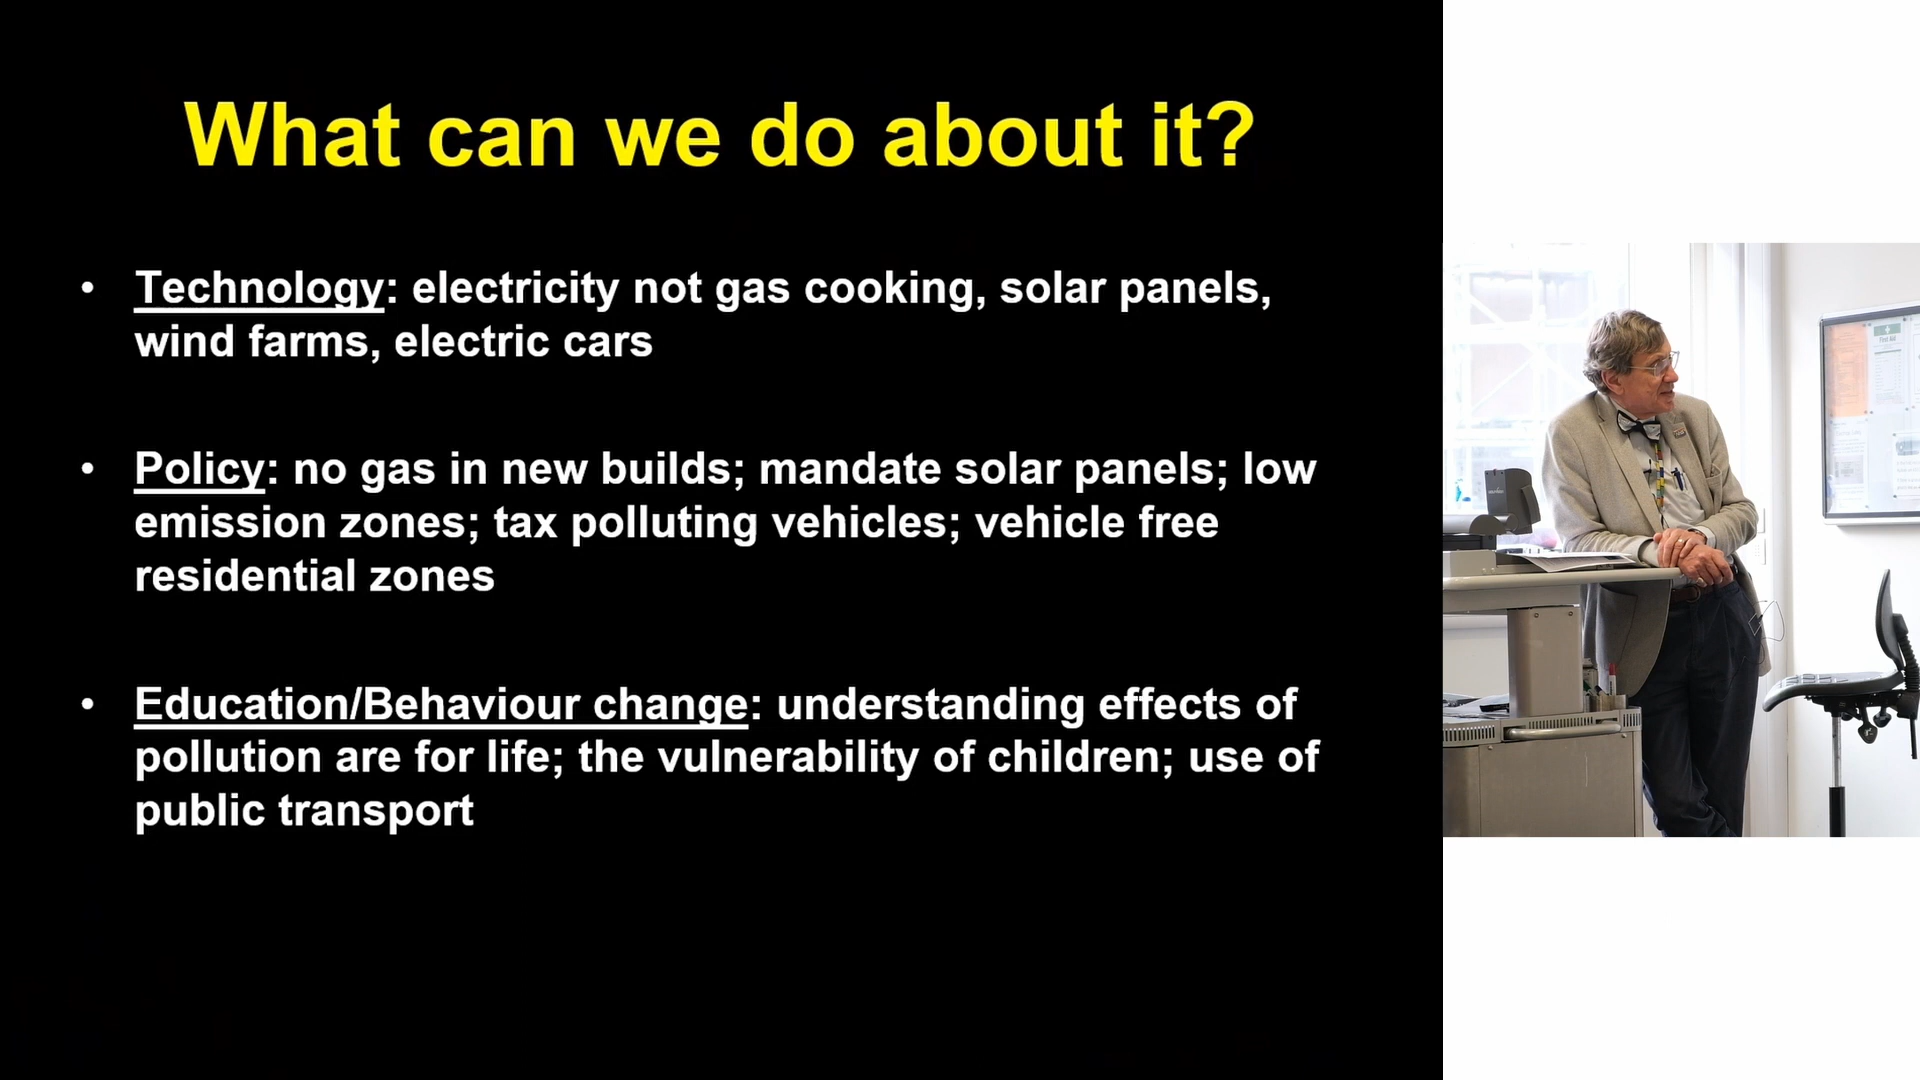 What can we do about it?
• Technology: electricity not gas cooking, solar panels,
wind farms, electric cars
• Policy: no gas in new builds; mandate solar panels; low
emission zones; tax polluting vehicles; vehicle free
residential zones
• Education/Behaviour change: understanding effects of
pollution are for life; the vulnerability of children; use of
public transport
First Aid